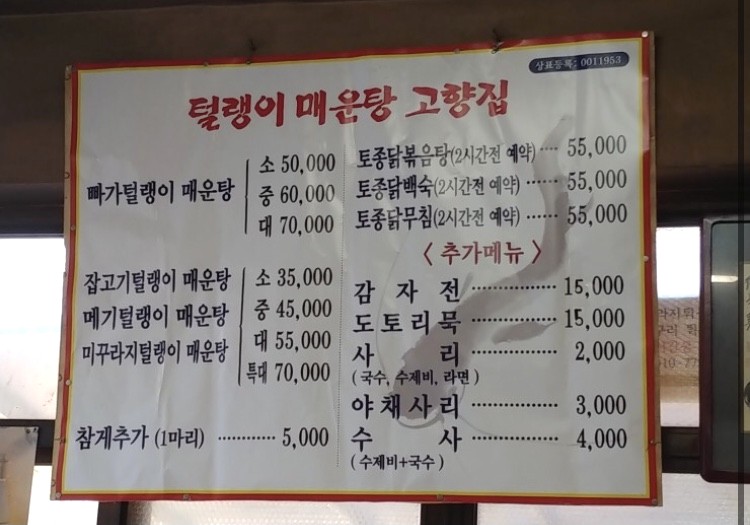 상표등록: 0011953
털랭이 매운탕 고향집
빠가털랭이 매운탕
소 50,000
중 60,000
대 70,000
잡고기털랭이 매운탕
메기털랭이 매운탕
미꾸라지털랭이 매운탕
소 35,000
중 45,000
대 55,000
특대 70,000
참게추가 (1마리) ············ 5,000
토종닭볶음탕(2시간전 예약) ···· 55,000
토종닭백숙(2시간전 예약) ······ 55,000
토종닭무침(2시간전 예약) ······ 55,000
< 추가메뉴 >
감자전 ················ 15,000
도토리묵 ··············· 15,000
사리 ················ 2,000
( 국수, 수제비, 라면 )
야채사리 ··············· 3,000
수사 ················ 4,000
( 수제비+국수 )